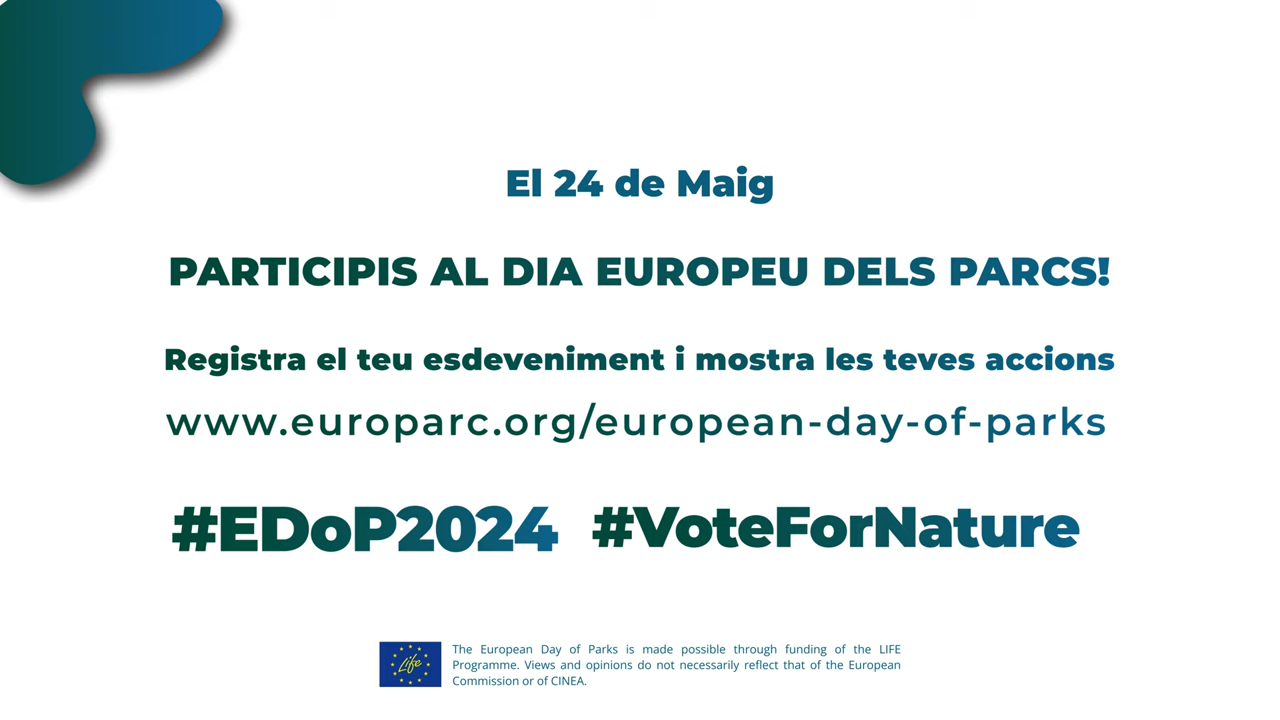 El 24 de Maig
PARTICIPIS AL DIA EUROPEU DELS PARCS!
Registra el teu esdeveniment i mostra les teves accions
www.europarc.org/european-day-of-parks
#EDoP2024 #VoteForNature
Life
The European Day of Parks is made possible through funding of the LIFE
Programme. Views and opinions do not necessarily reflect that of the European
Commission or of CINEA.